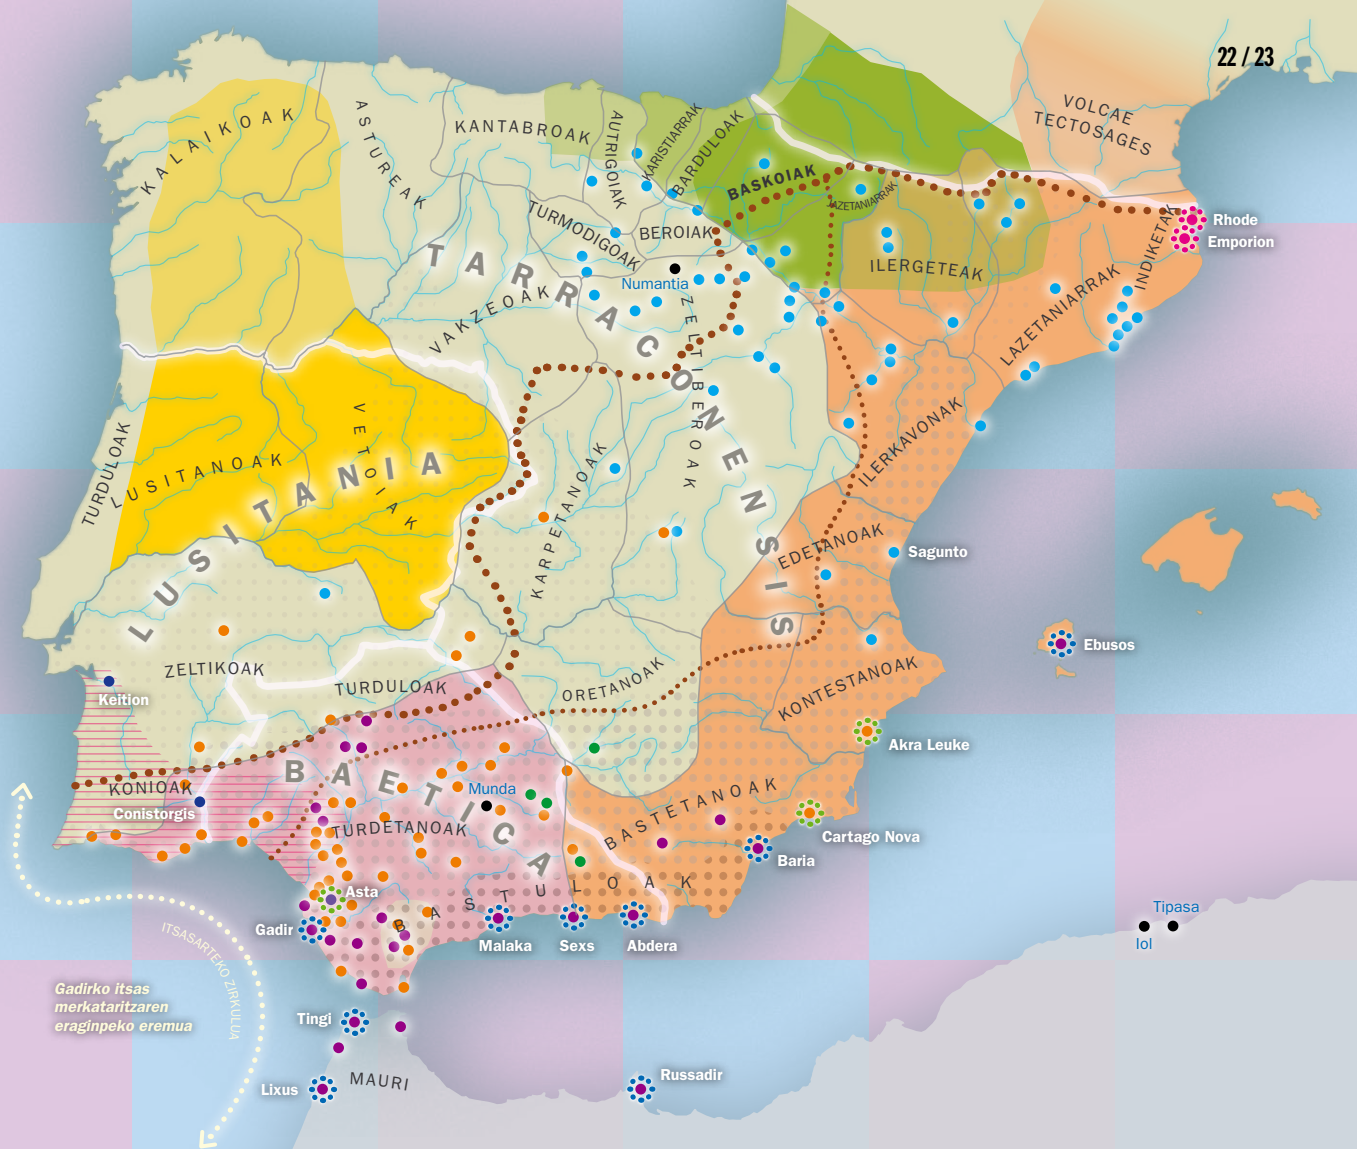 22 / 23
VOLCAE
TECTOSAGES
KALAIKOAK
ASTUREAK
KANTABROAK
AUTRIGOIAK
KARISTIARRAK
BARDULOAK
BASKOIAK
JAZETANIARRAK
Rhode
Emporion
INDIKETAK
TURMODIGOAK
BEROIAK
ILERGETEAK
LAZETANIARRAK
Numantia
VAKZEOAK
TARRACONENSIS
ZELTIBEROAK
ILERKAVONAK
TURDULOAK
LUSITANOAK
VETOIAK
LUSITANIA
KARPETANOAK
EDETANOAK
Sagunto
Ebusos
ZELTIKOAK
Keition
TURDULOAK
ORETANOAK
KONTESTANOAK
Akra Leuke
BAETICA
KONIOAK
Conistorgis
Munda
TURDETANOAK
BASTETANOAK
Cartago Nova
Baria
BASTULOAK
Asta
Gadir
Malaka
Sexs
Abdera
Tipasa
Iol
ITSASARTEKO ZIRKULUA
Gadirko itsas
merkataritzaren
eraginpeko eremua
Tingi
Lixus
MAURI
Russadir